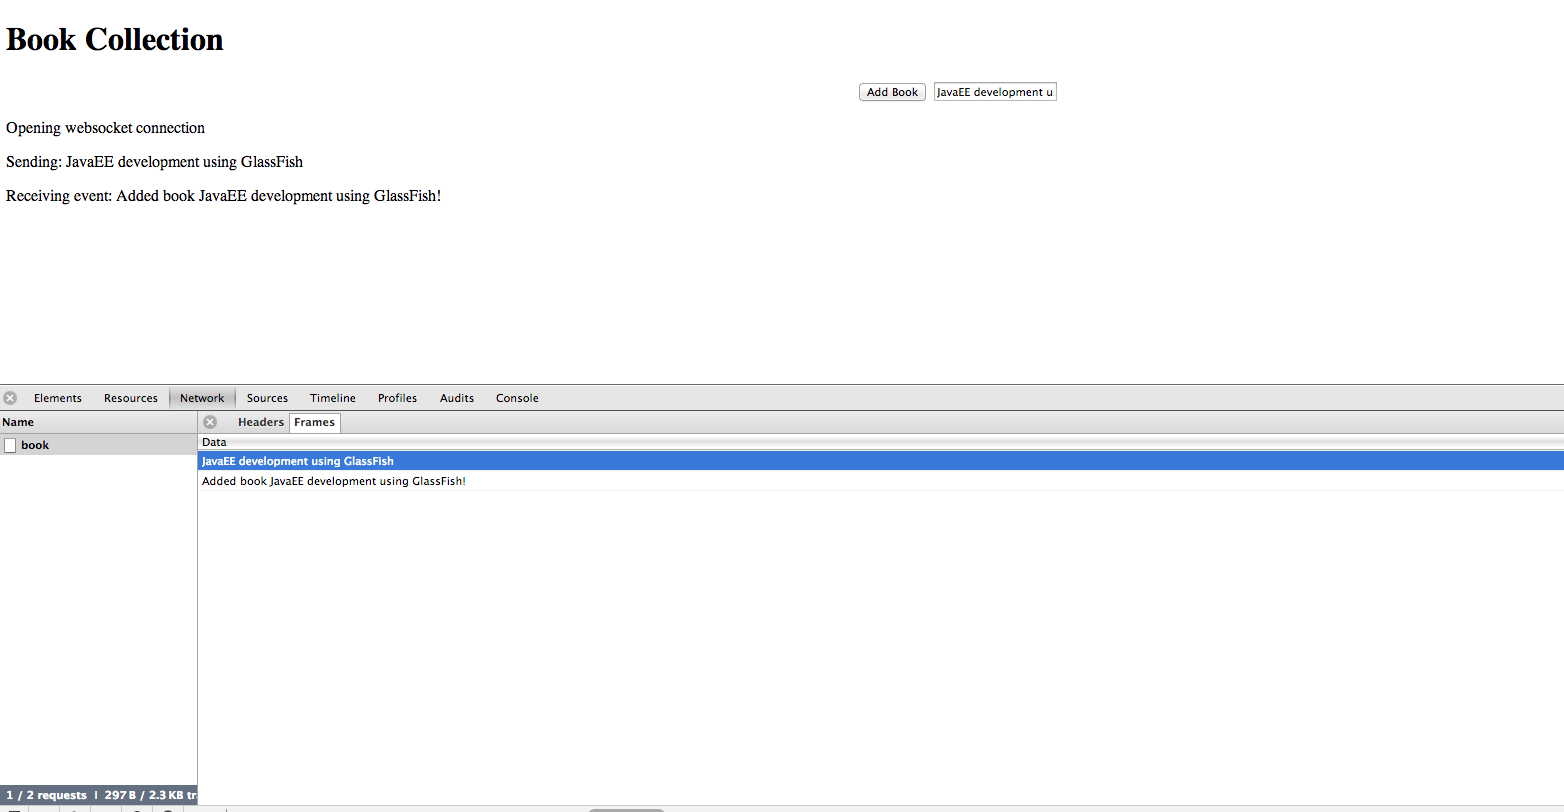 Book Collection
Add Book JavaEE development u
Opening websocket connection
Sending: JavaEE development using GlassFish
Receiving event: Added book JavaEE development using GlassFish!
Elements Resources Network Sources Timeline Profiles Audits Console
Name Headers Frames
book
Data
JavaEE development using GlassFish
Added book JavaEE development using GlassFish!
1 / 2 requests | 297 B / 2.3 KB tr